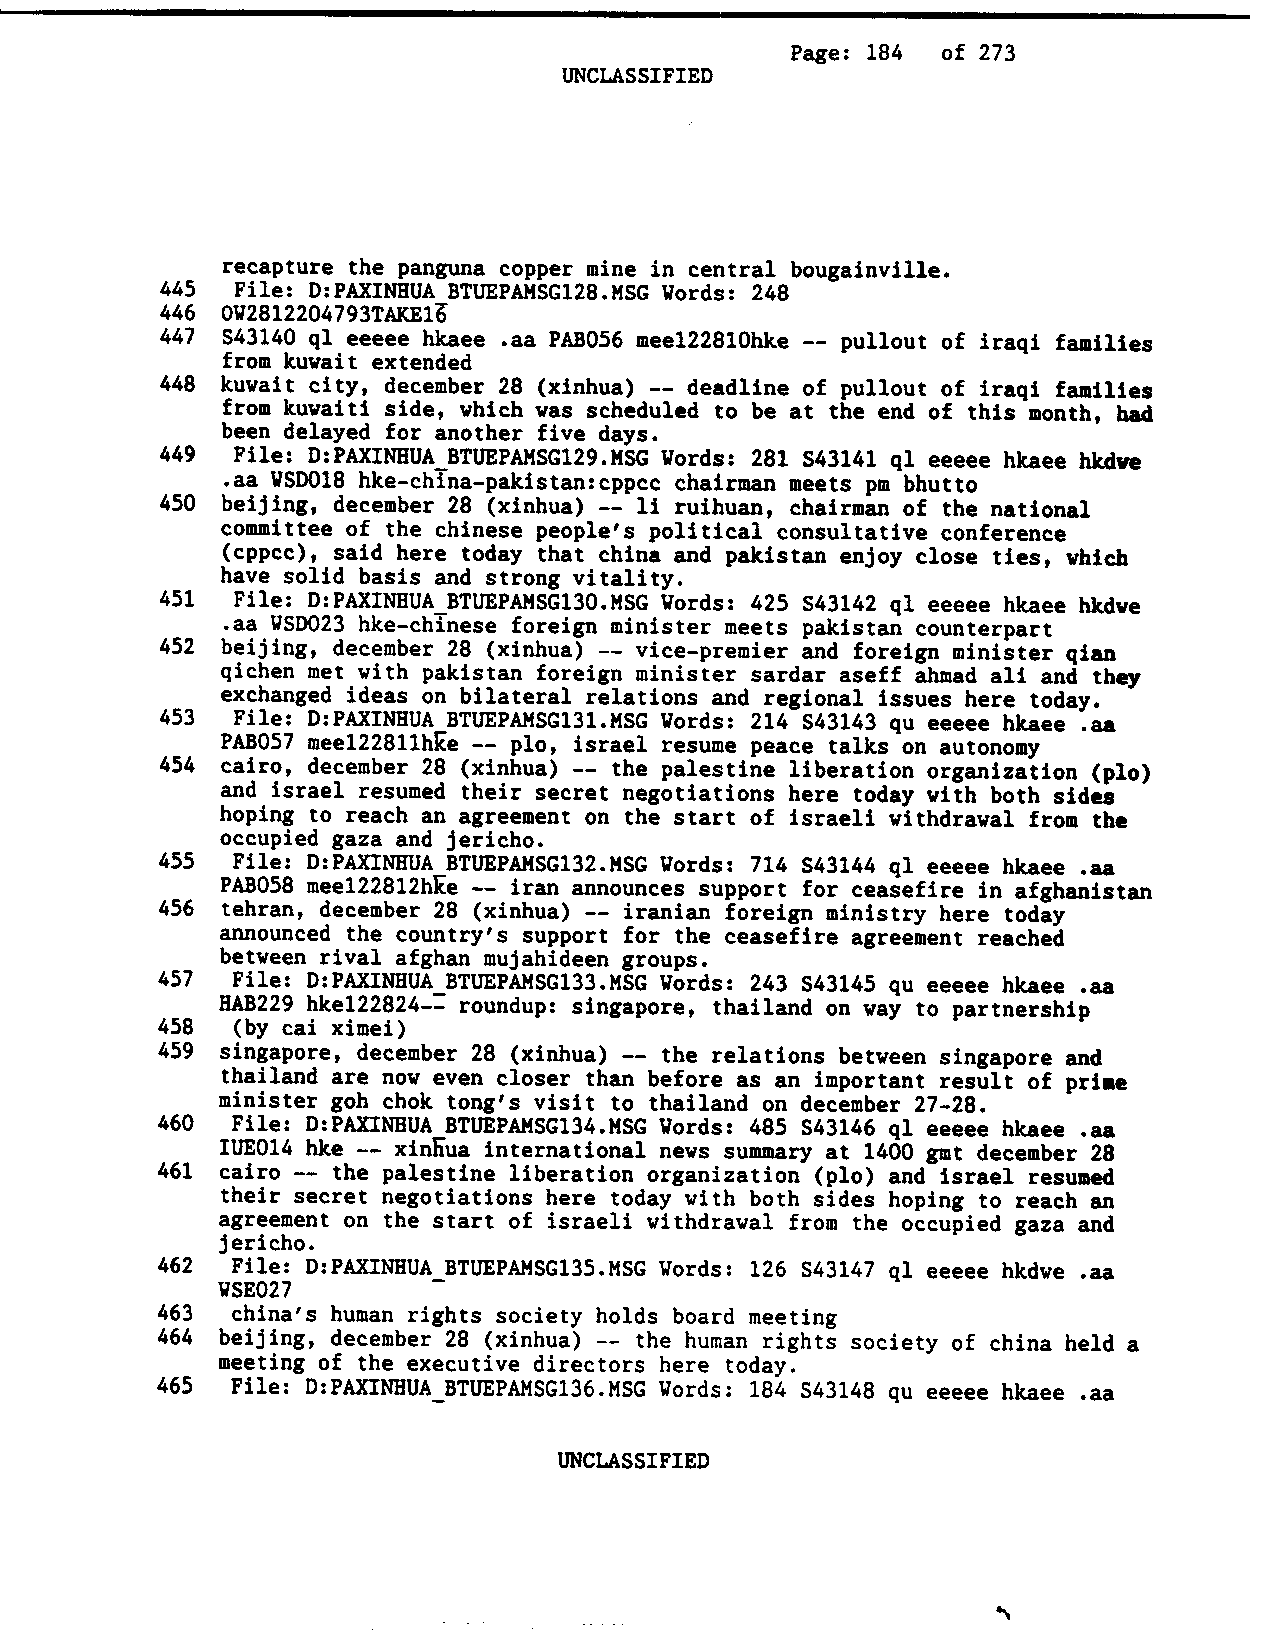 Page: 184 of 273
UNCLASSIFIED
recapture the panguna copper mine in central bougainville.
445 File: D:PAXINHUA_BTUEPAMSG128.MSG Words: 248
446 OW2812204793TAKE16
447 S43140 ql eeeee hkaee .aa PAB056 mee122810hke -- pullout of iraqi families
from kuwait extended
448 kuwait city, december 28 (xinhua) -- deadline of pullout of iraqi families
from kuwaiti side, which was scheduled to be at the end of this month, had
been delayed for another five days.
449 File: D:PAXINHUA_BTUEPAMSG129.MSG Words: 281 S43141 ql eeeee hkaee hkdve
.aa WSD018 hke-china-pakistan:cppcc chairman meets pm bhutto
450 beijing, december 28 (xinhua) -- li ruihuan, chairman of the national
committee of the chinese people's political consultative conference
(cppcc), said here today that china and pakistan enjoy close ties, which
have solid basis and strong vitality.
451 File: D:PAXINHUA_BTUEPAMSG130.MSG Words: 425 S43142 ql eeeee hkaee hkdve
.aa WSD023 hke-chinese foreign minister meets pakistan counterpart
452 beijing, december 28 (xinhua) -- vice-premier and foreign minister qian
qichen met with pakistan foreign minister sardar aseff ahmad ali and they
exchanged ideas on bilateral relations and regional issues here today.
453 File: D:PAXINHUA_BTUEPAMSG131.MSG Words: 214 S43143 qu eeeee hkaee .aa
PAB057 mee122811hke -- plo, israel resume peace talks on autonomy
454 cairo, december 28 (xinhua) -- the palestine liberation organization (plo)
and israel resumed their secret negotiations here today with both sides
hoping to reach an agreement on the start of israeli withdrawal from the
occupied gaza and jericho.
455 File: D:PAXINHUA_BTUEPAMSG132.MSG Words: 714 S43144 ql eeeee hkaee .aa
PAB058 mee122812hke -- iran announces support for ceasefire in afghanistan
456 tehran, december 28 (xinhua) -- iranian foreign ministry here today
announced the country's support for the ceasefire agreement reached
between rival afghan mujahideen groups.
457 File: D:PAXINHUA_BTUEPAMSG133.MSG Words: 243 S43145 qu eeeee hkaee .aa
HAB229 hke122824-- roundup: singapore, thailand on way to partnership
458 (by cai ximei)
459 singapore, december 28 (xinhua) -- the relations between singapore and
thailand are now even closer than before as an important result of prime
minister goh chok tong's visit to thailand on december 27-28.
460 File: D:PAXINHUA_BTUEPAMSG134.MSG Words: 485 S43146 ql eeeee hkaee .aa
IUE014 hke -- xinhua international news summary at 1400 gmt december 28
461 cairo -- the palestine liberation organization (plo) and israel resumed
their secret negotiations here today with both sides hoping to reach an
agreement on the start of israeli withdrawal from the occupied gaza and
jericho.
462 File: D:PAXINHUA_BTUEPAMSG135.MSG Words: 126 S43147 ql eeeee hkdwe .aa
WSE027
463 china's human rights society holds board meeting
464 beijing, december 28 (xinhua) -- the human rights society of china held a
meeting of the executive directors here today.
465 File: D:PAXINHUA_BTUEPAMSG136.MSG Words: 184 S43148 qu eeeee hkaee .aa
UNCLASSIFIED